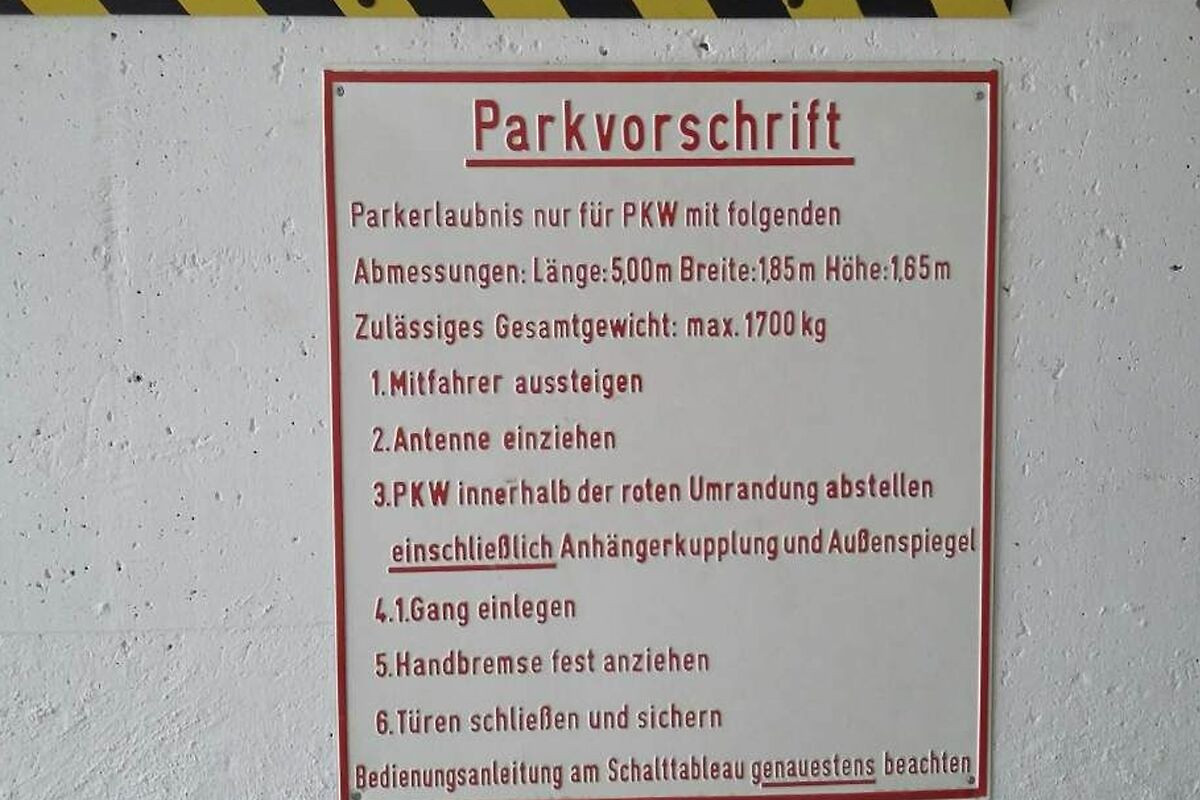 Parkvorschrift
Parkerlaubnis nur für PKW mit folgenden
Abmessungen: Länge:5,00m Breite:1,85m Höhe:1,65m
Zulässiges Gesamtgewicht: max. 1700 kg
1. Mitfahrer aussteigen
2. Antenne einziehen
3. PKW innerhalb der roten Umrandung abstellen
einschließlich Anhängerkupplung und Außenspiegel
4. 1. Gang einlegen
5. Handbremse fest anziehen
6. Türen schließen und sichern
Bedienungsanleitung am Schalttableau genauestens beachten